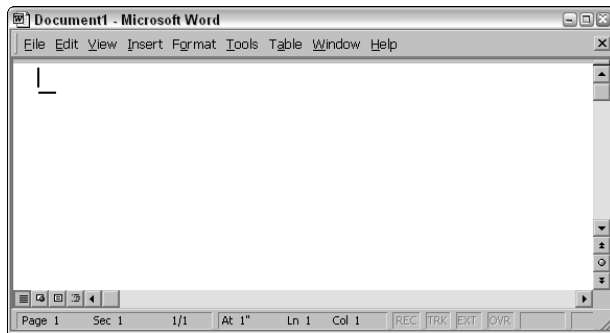 Document1 - Microsoft Word
File Edit View Insert Format Tools Table Window Help
Page 1 Sec 1 1/1 At 1" Ln 1 Col 1 REC TRK EXT OVR